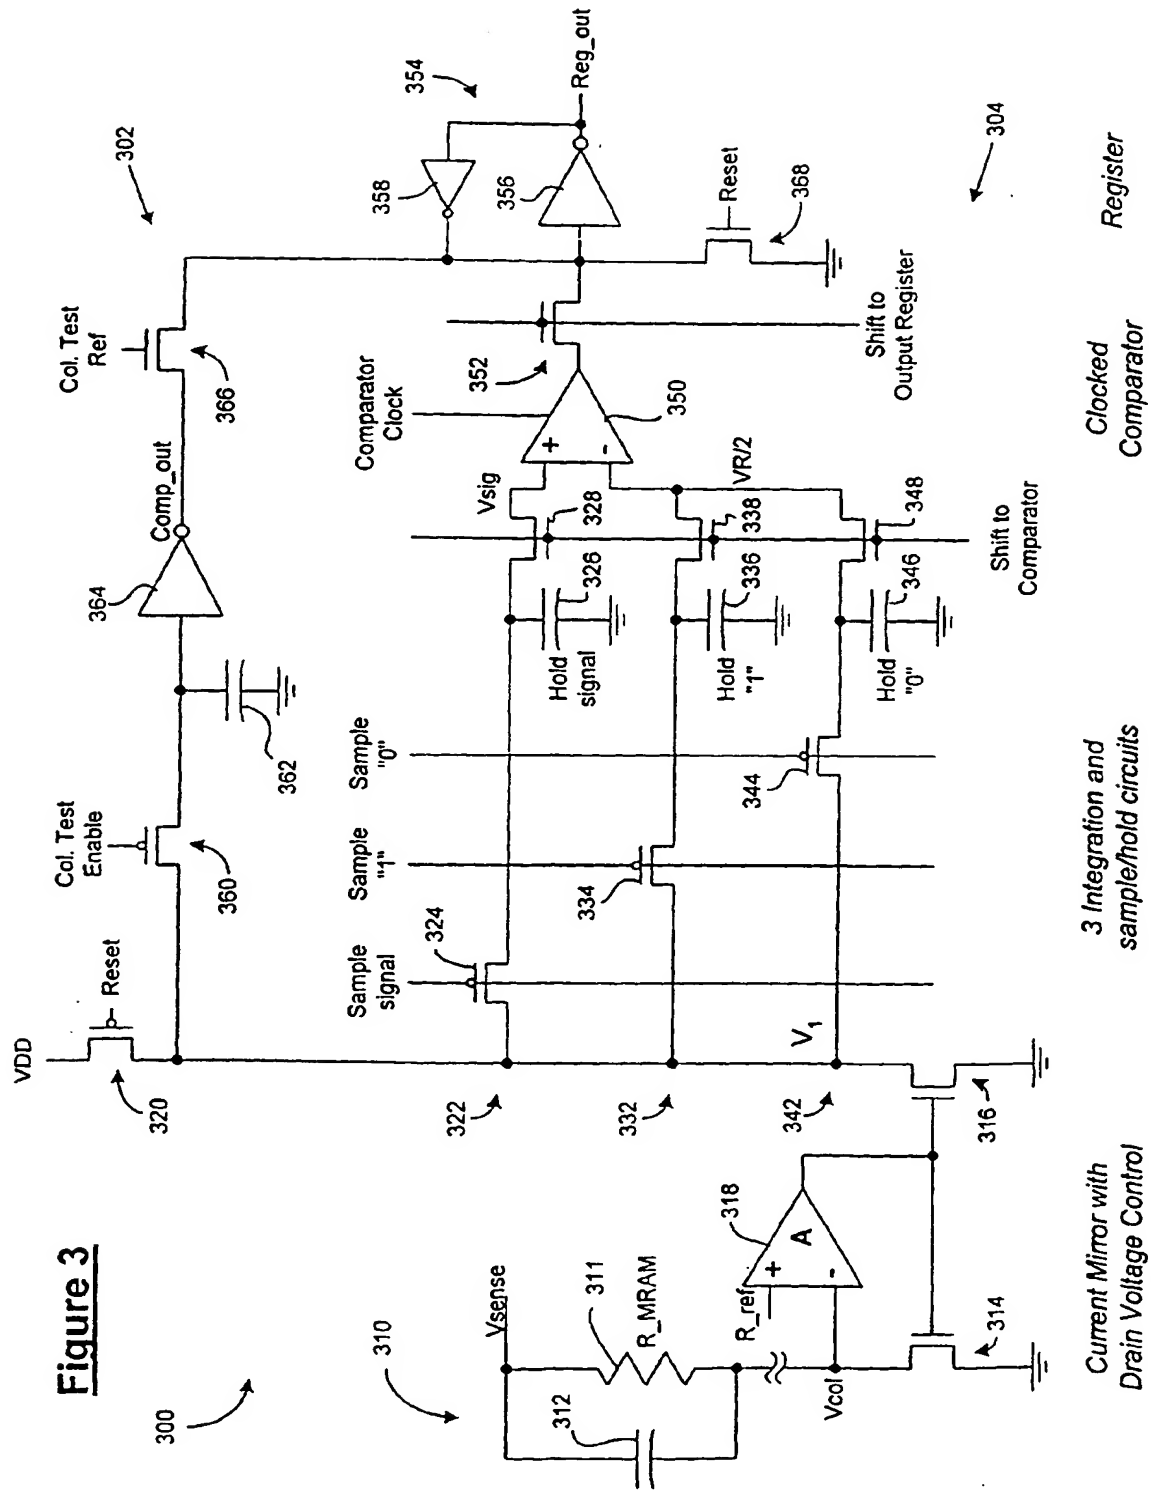 Figure 3
300
310
312
311
R_MRAM
Vsense
R_ref
318
A
+
-
Vcol
314
316
Current Mirror with
Drain Voltage Control
VDD
Reset
320
322
332
342
V1
Col. Test
Enable
360
362
364
Comp_out
Col. Test
Ref
366
302
Sample
signal
324
Sample
"1"
334
Sample
"0"
344
Hold
signal
326
328
Hold
"1"
336
338
Hold
"0"
346
348
Shift to
Comparator
3 Integration and
sample/hold circuits
Vsig
VR/2
+
-
350
Comparator
Clock
352
Shift to
Output Register
Clocked
Comparator
354
356
358
Reg_out
Reset
368
304
Register